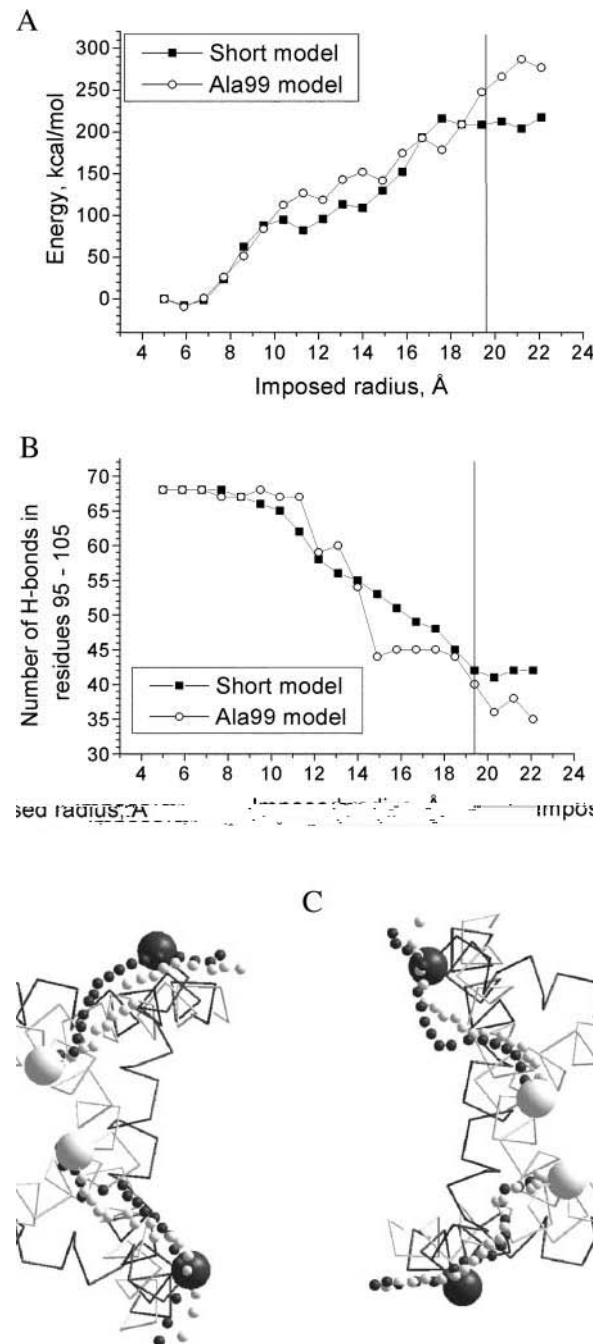 A
Short model
Ala99 model
Energy, kcal/mol
300
250
200
150
100
50
0
4 6 8 10 12 14 16 18 20 22 24
Imposed radius, Å
B
Number of H-bonds in
residues 95 - 105
70
65
60
55
50
45
40
35
30
Short model
Ala99 model
4 6 8 10 12 14 16 18 20 22 24
C